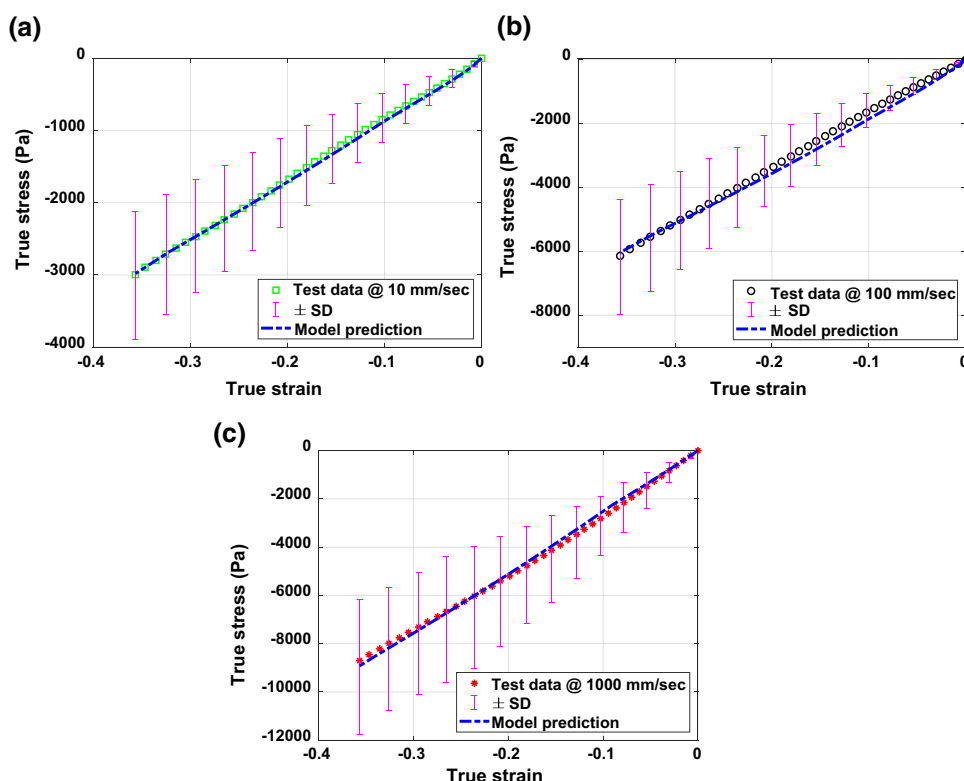 (a)
0
-1000
-2000
-3000
-4000
True stress (Pa)
Test data @ 10 mm/sec
± SD
Model prediction
-0.4 -0.3 -0.2 -0.1 0
True strain
(b)
0
-2000
-4000
-6000
-8000
True stress (Pa)
Test data @ 100 mm/sec
± SD
Model prediction
-0.4 -0.3 -0.2 -0.1 0
True strain
(c)
0
-2000
-4000
-6000
-8000
-10000
-12000
True stress (Pa)
Test data @ 1000 mm/sec
± SD
Model prediction
-0.4 -0.3 -0.2 -0.1 0
True strain